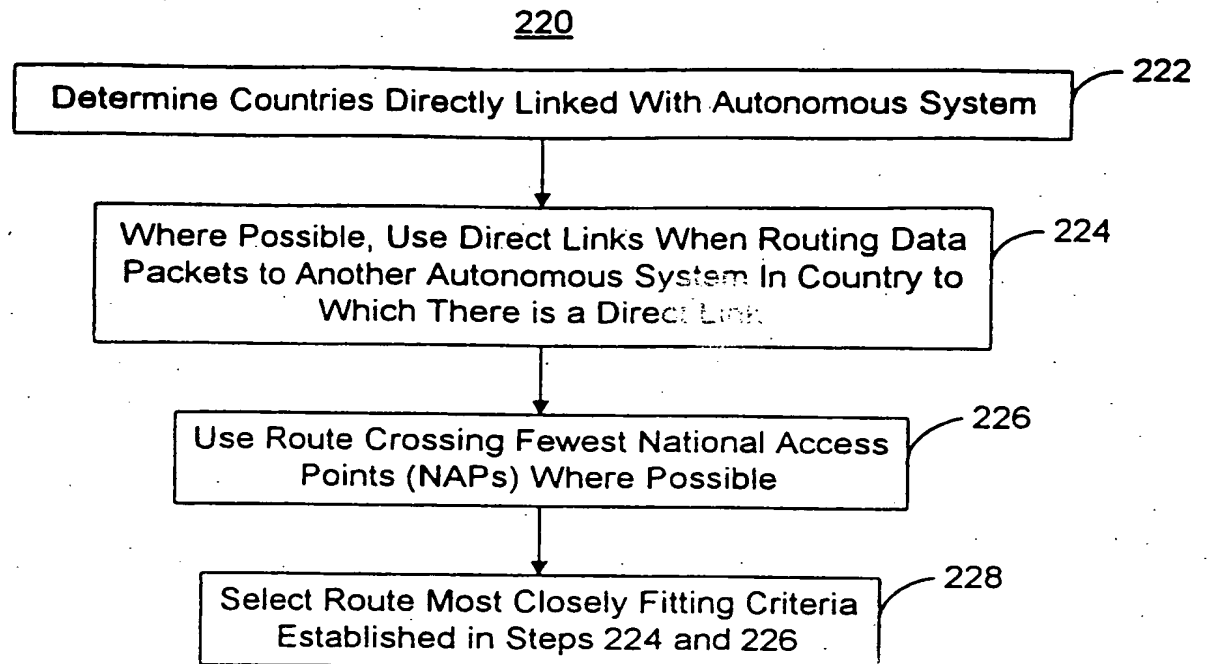 220
222
Determine Countries Directly Linked With Autonomous System
224
Where Possible, Use Direct Links When Routing Data
Packets to Another Autonomous System In Country to
Which There is a Direct Link
226
Use Route Crossing Fewest National Access
Points (NAPs) Where Possible
228
Select Route Most Closely Fitting Criteria
Established in Steps 224 and 226